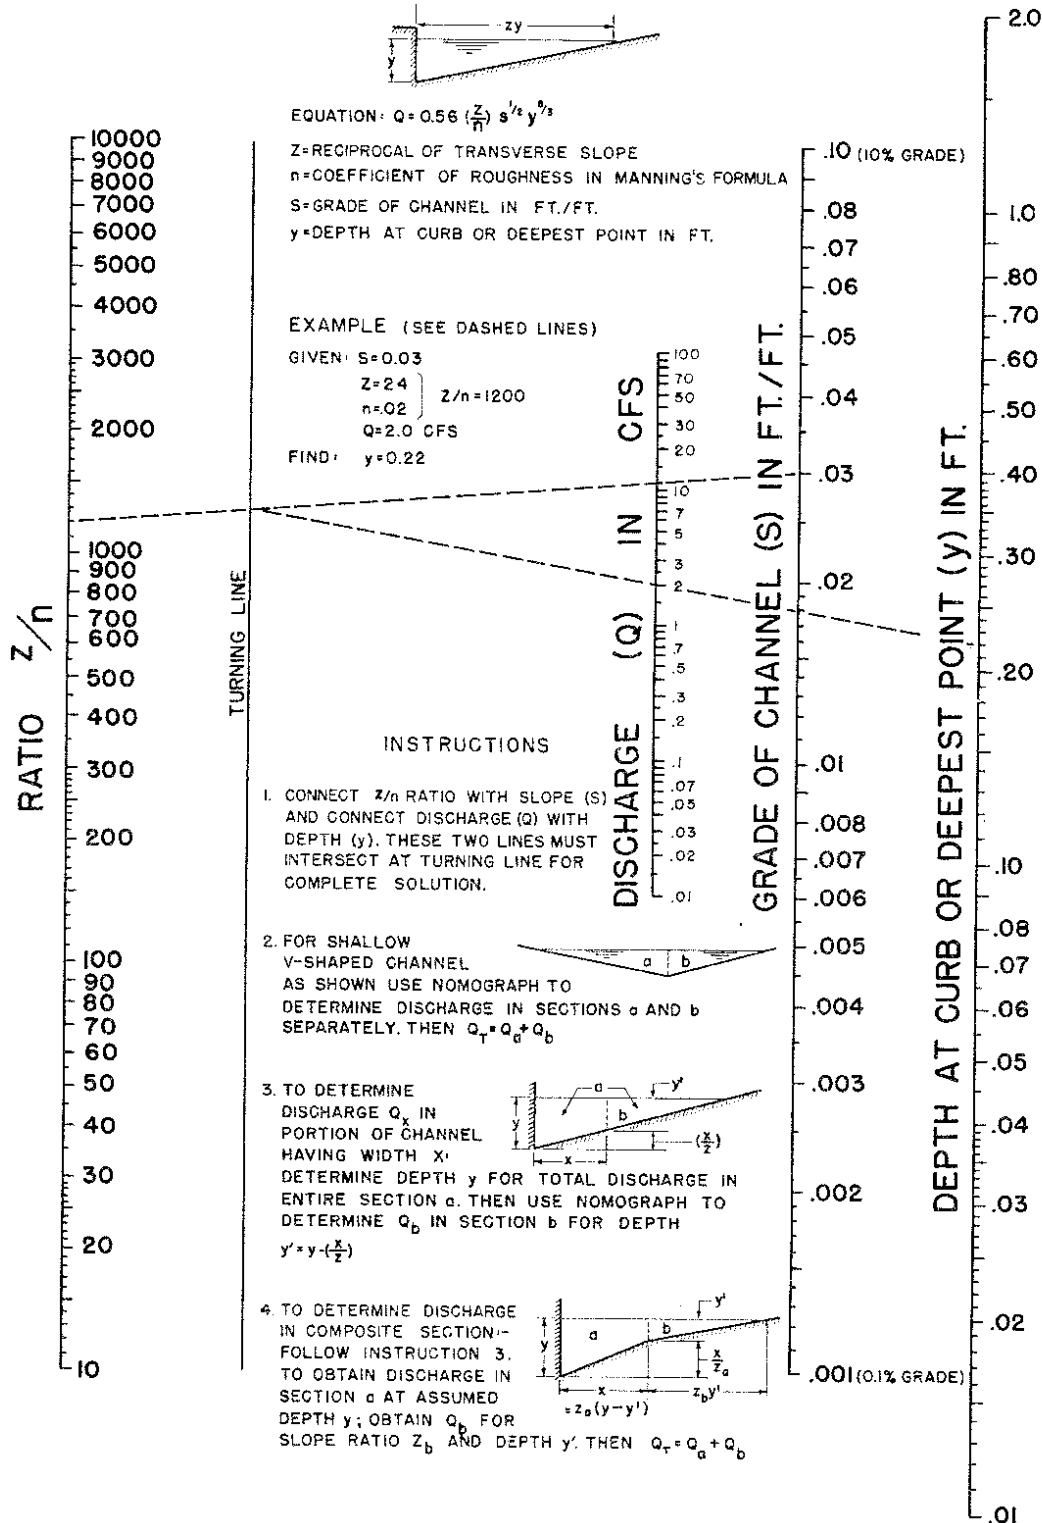 zy
y
EQUATION: Q=0.56 (Z/n) s^1/2 y^8/3
Z=RECIPROCAL OF TRANSVERSE SLOPE
n=COEFFICIENT OF ROUGHNESS IN MANNING'S FORMULA
S=GRADE OF CHANNEL IN FT./FT.
y=DEPTH AT CURB OR DEEPEST POINT IN FT.
EXAMPLE (SEE DASHED LINES)
GIVEN: S=0.03
Z=24
n=.02
Z/n=1200
Q=2.0 CFS
FIND: y=0.22
RATIO Z/n
10000
9000
8000
7000
6000
5000
4000
3000
2000
1000
900
800
700
600
500
400
300
200
100
90
80
70
60
50
40
30
20
10
TURNING LINE
DISCHARGE (Q) IN CFS
100
70
50
30
20
10
7
5
3
2
1
.7
.5
.3
.2
.1
.07
.05
.03
.02
.01
GRADE OF CHANNEL (S) IN FT./FT.
.10 (10% GRADE)
.08
.07
.06
.05
.04
.03
.02
.01
.008
.007
.006
.005
.004
.003
.002
.001 (0.1% GRADE)
DEPTH AT CURB OR DEEPEST POINT (y) IN FT.
2.0
1.0
.80
.70
.60
.50
.40
.30
.20
.10
.08
.07
.06
.05
.04
.03
.02
.01
INSTRUCTIONS
1. CONNECT Z/n RATIO WITH SLOPE (S)
AND CONNECT DISCHARGE (Q) WITH
DEPTH (y). THESE TWO LINES MUST
INTERSECT AT TURNING LINE FOR
COMPLETE SOLUTION.
2. FOR SHALLOW
V-SHAPED CHANNEL
AS SHOWN USE NOMOGRAPH TO
DETERMINE DISCHARGE IN SECTIONS a AND b
SEPARATELY. THEN Q_T=Q_a+Q_b
a b
3. TO DETERMINE
DISCHARGE Q_x IN
PORTION OF CHANNEL
HAVING WIDTH X:
DETERMINE DEPTH y FOR TOTAL DISCHARGE IN
ENTIRE SECTION a. THEN USE NOMOGRAPH TO
DETERMINE Q_b IN SECTION b FOR DEPTH
y'=y-(x/z)
a
y'
b
y
(x/z)
x
4. TO DETERMINE DISCHARGE
IN COMPOSITE SECTION:-
FOLLOW INSTRUCTION 3.
TO OBTAIN DISCHARGE IN
SECTION a AT ASSUMED
DEPTH y; OBTAIN Q_b FOR
SLOPE RATIO Z_b AND DEPTH y'. THEN Q_T=Q_a+Q_b
y'
a b
y
x/z_a
x
z_b y'
=z_a(y-y')